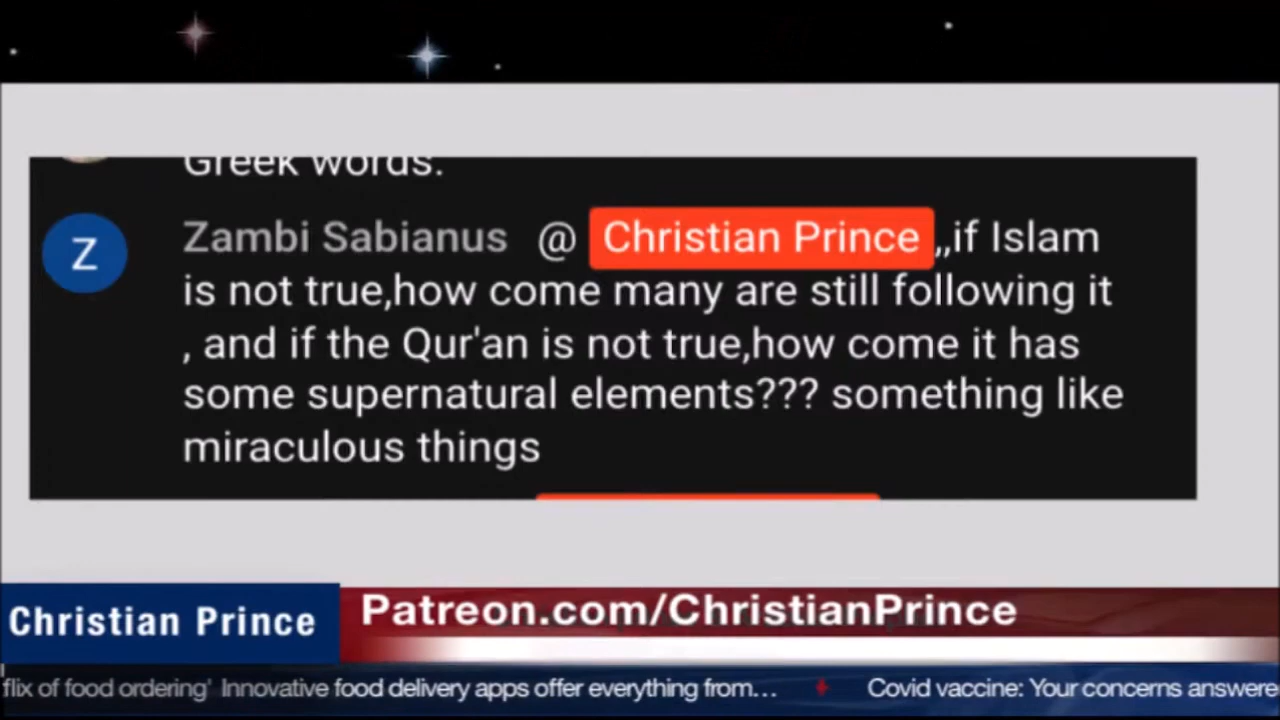 Greek words.
Z
Zambi Sabianus @ Christian Prince ,,if Islam
is not true,how come many are still following it
, and if the Qur'an is not true,how come it has
some supernatural elements??? something like
miraculous things
Christian Prince
Patreon.com/ChristianPrince
flix of food ordering' Innovative food delivery apps offer everything from... Covid vaccine: Your concerns answere